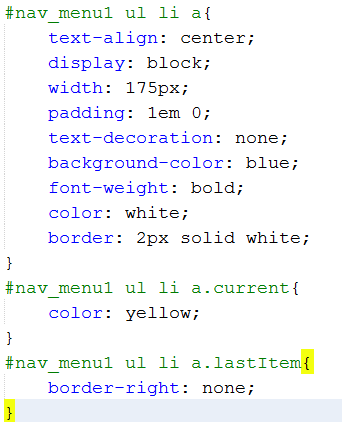 #nav_menu1 ul li a{
text-align: center;
display: block;
width: 175px;
padding: 1em 0;
text-decoration: none;
background-color: blue;
font-weight: bold;
color: white;
border: 2px solid white;
}
#nav_menu1 ul li a.current{
color: yellow;
}
#nav_menu1 ul li a.lastItem{
border-right: none;
}